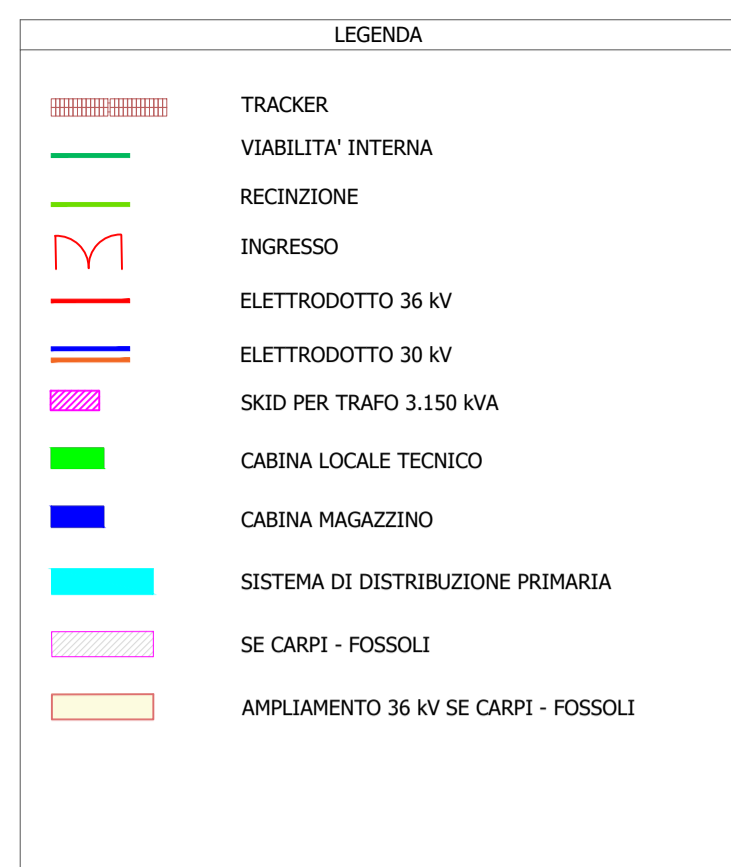 LEGENDA
TRACKER
VIABILITA' INTERNA
RECINZIONE
INGRESSO
ELETTRODOTTO 36 kV
ELETTRODOTTO 30 kV
SKID PER TRAFO 3.150 kVA
CABINA LOCALE TECNICO
CABINA MAGAZZINO
SISTEMA DI DISTRIBUZIONE PRIMARIA
SE CARPI - FOSSOLI
AMPLIAMENTO 36 kV SE CARPI - FOSSOLI